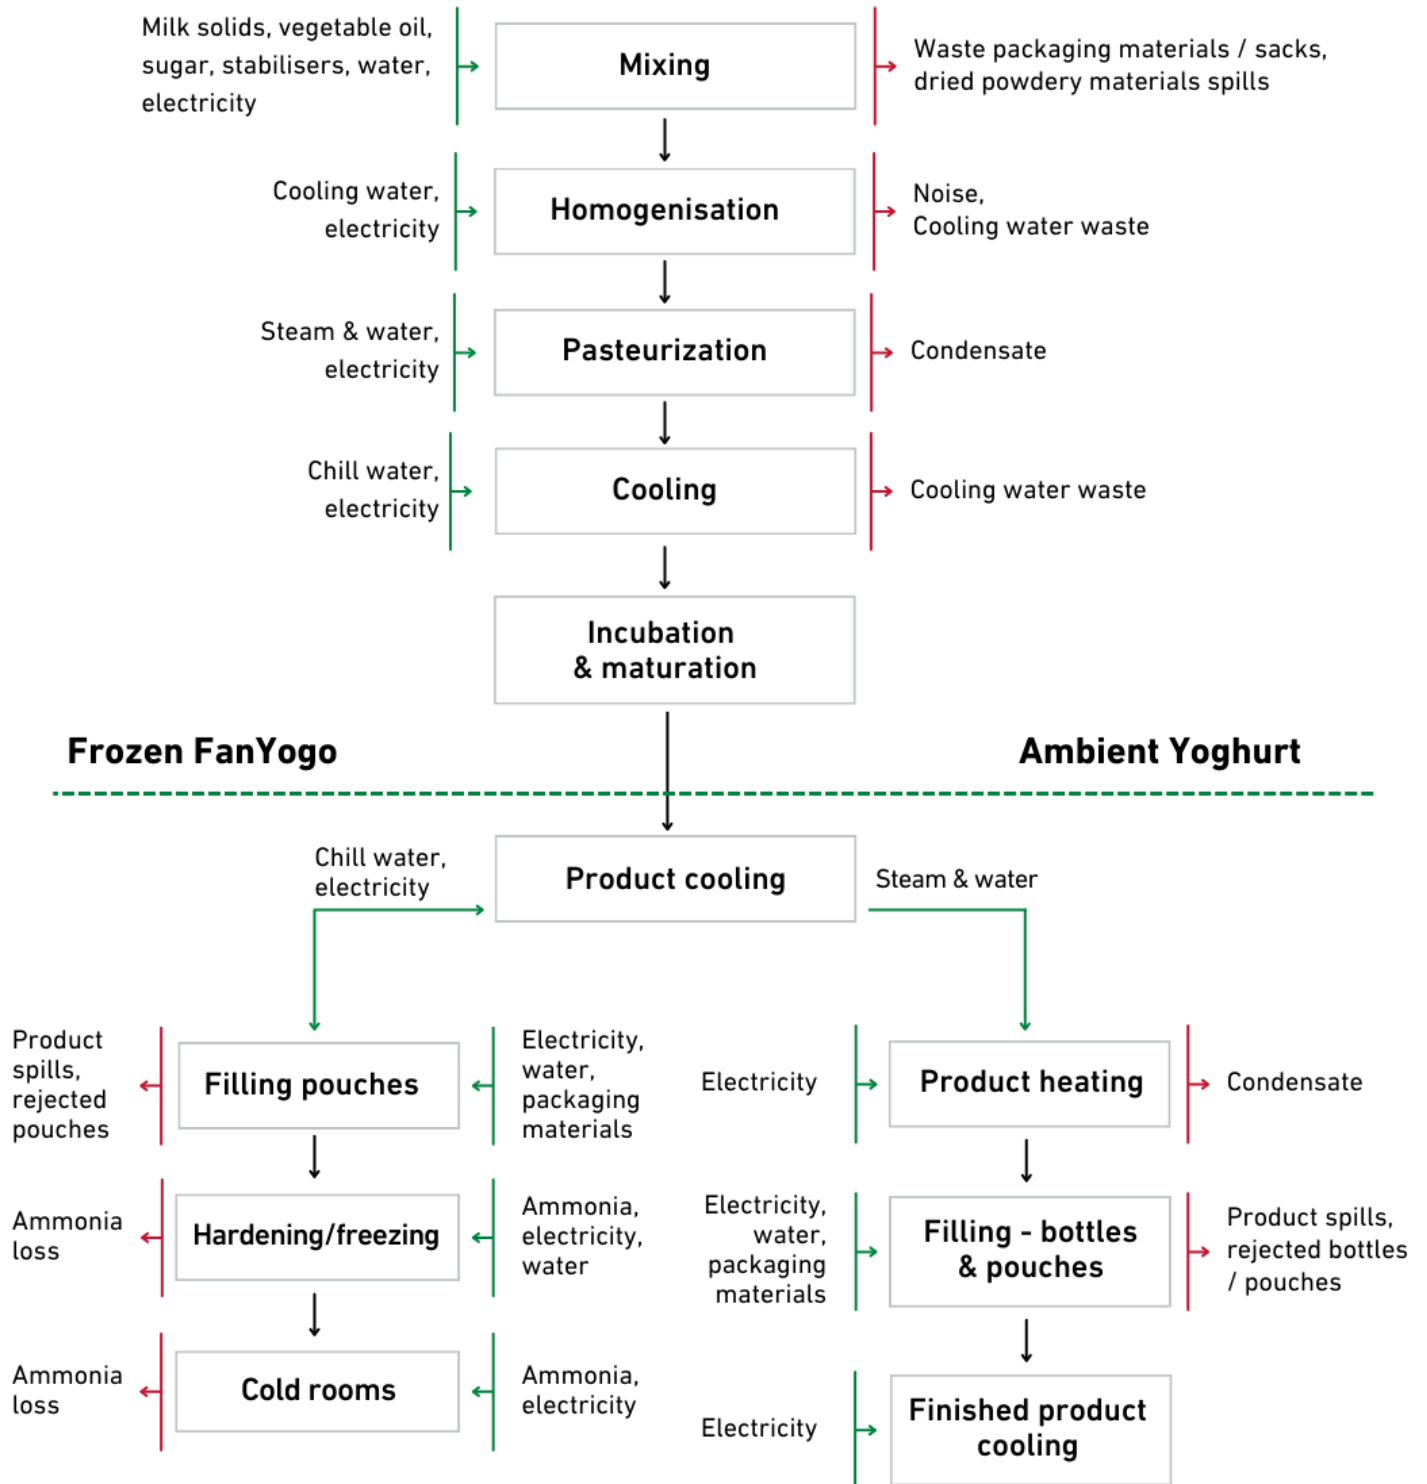 Milk solids, vegetable oil,
sugar, stabilisers, water,
electricity
Mixing
Waste packaging materials / sacks,
dried powdery materials spills
Cooling water,
electricity
Homogenisation
Noise,
Cooling water waste
Steam & water,
electricity
Pasteurization
Condensate
Chill water,
electricity
Cooling
Cooling water waste
Incubation
& maturation
Frozen FanYogo
Ambient Yoghurt
Chill water,
electricity
Product cooling
Steam & water
Product
spills,
rejected
pouches
Filling pouches
Electricity,
water,
packaging
materials
Electricity
Product heating
Condensate
Ammonia
loss
Hardening/freezing
Ammonia,
electricity,
water
Electricity,
water,
packaging
materials
Filling - bottles
& pouches
Product spills,
rejected bottles
/ pouches
Ammonia
loss
Cold rooms
Ammonia,
electricity
Electricity
Finished product
cooling